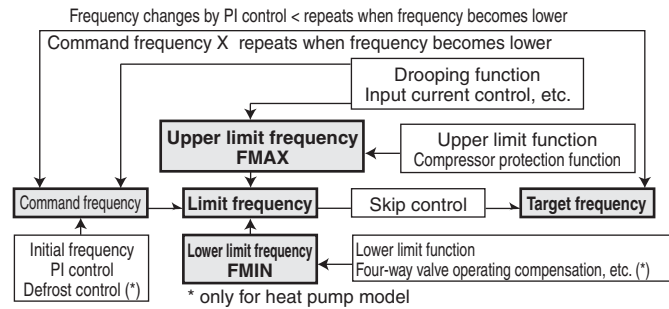 Frequency changes by PI control < repeats when frequency becomes lower
Command frequency X repeats when frequency becomes lower
Drooping function
Input current control, etc.
Upper limit frequency
FMAX
Upper limit function
Compressor protection function
Command frequency
Limit frequency
Skip control
Target frequency
Initial frequency
PI control
Defrost control (*)
Lower limit frequency
FMIN
Lower limit function
Four-way valve operating compensation, etc. (*)
* only for heat pump model